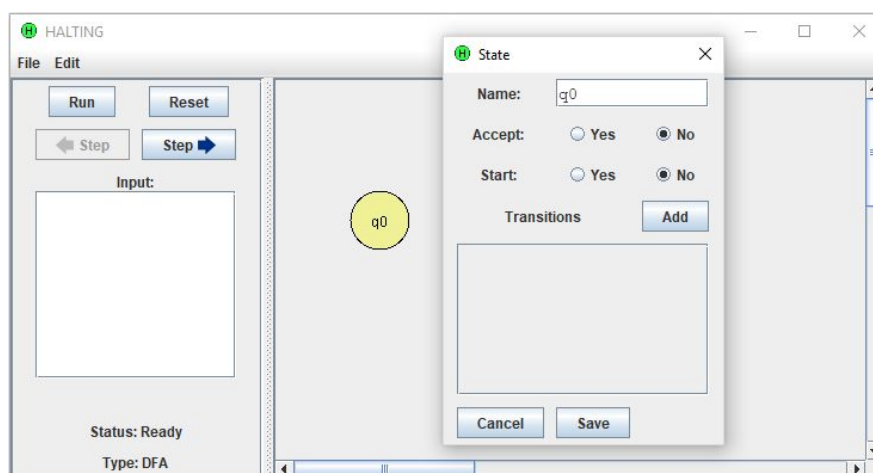 HALTING
File Edit
Run Reset
Step Step
Input:
Status: Ready
Type: DFA
q0
State
Name: q0
Accept: Yes No
Start: Yes No
Transitions Add
Cancel Save